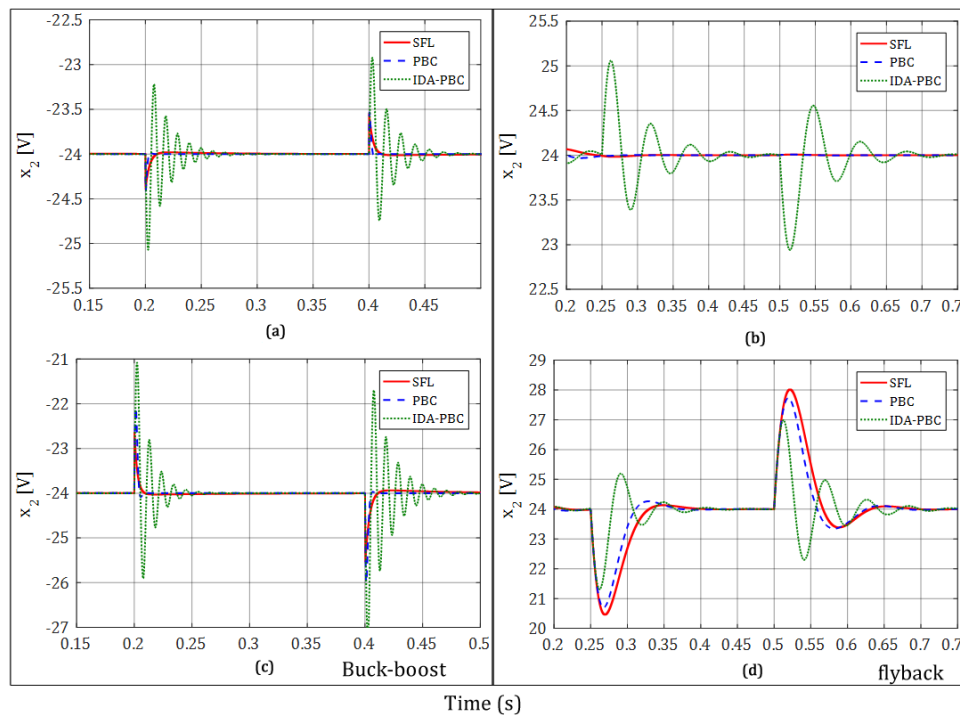 -22.5
-23
-23.5
-24
-24.5
-25
-25.5
x2 [V]
SFL
PBC
IDA-PBC
0.15 0.2 0.25 0.3 0.35 0.4 0.45
(a)
25
24.5
24
23.5
23
22.5
x2 [V]
SFL
PBC
IDA-PBC
0.2 0.25 0.3 0.35 0.4 0.45 0.5 0.55 0.6 0.65 0.7 0.75
(b)
-21
-22
-23
-24
-25
-26
-27
x2 [V]
SFL
PBC
IDA-PBC
0.15 0.2 0.25 0.3 0.35 0.4 0.45 0.5
(c)
Buck-boost
29
28
27
26
25
24
23
22
21
20
x2 [V]
SFL
PBC
IDA-PBC
0.2 0.25 0.3 0.35 0.4 0.45 0.5 0.55 0.6 0.65 0.7 0.75
(d)
flyback
Time (s)